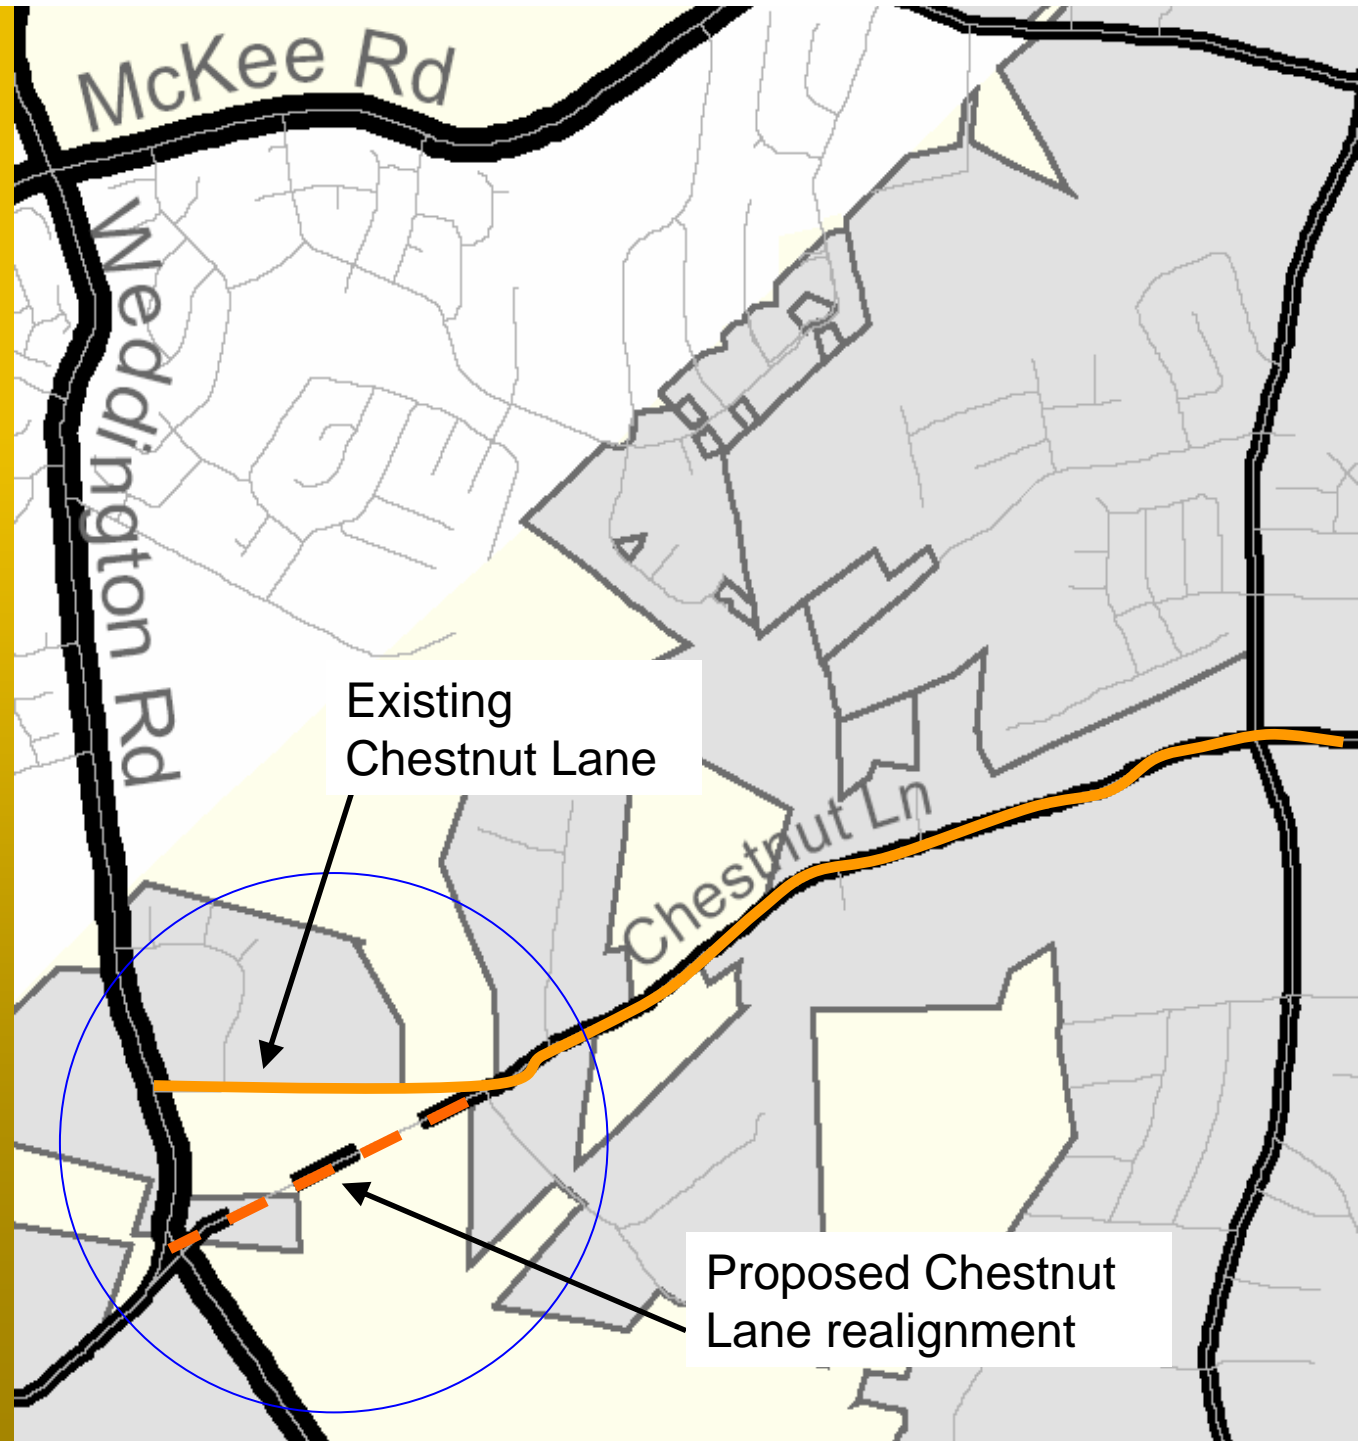 McKee Rd
Weddington Rd
Existing
Chestnut Lane
Chestnut Ln
Proposed Chestnut
Lane realignment